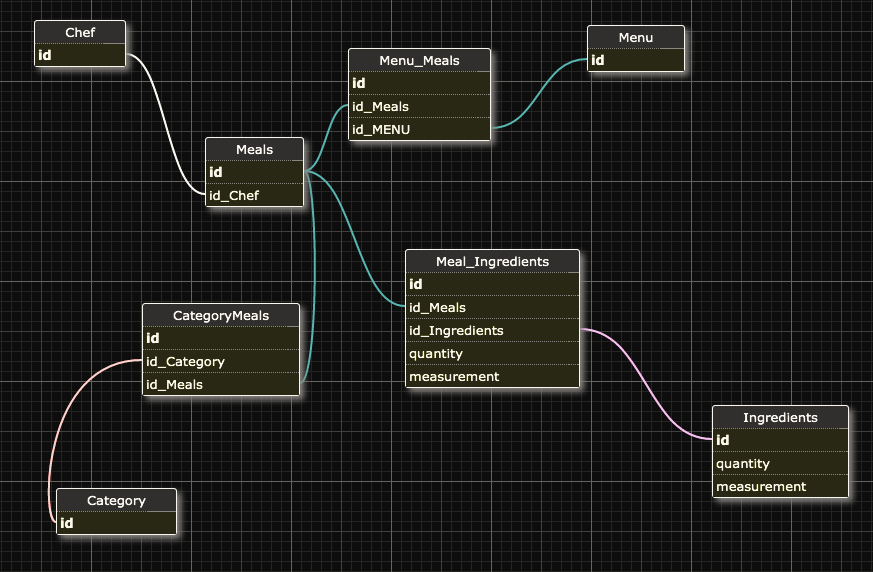 Chef
id
Menu
id
Menu_Meals
id
id_Meals
id_MENU
Meals
id
id_Chef
Meal_Ingredients
id
id_Meals
id_Ingredients
quantity
measurement
CategoryMeals
id
id_Category
id_Meals
Ingredients
id
quantity
measurement
Category
id